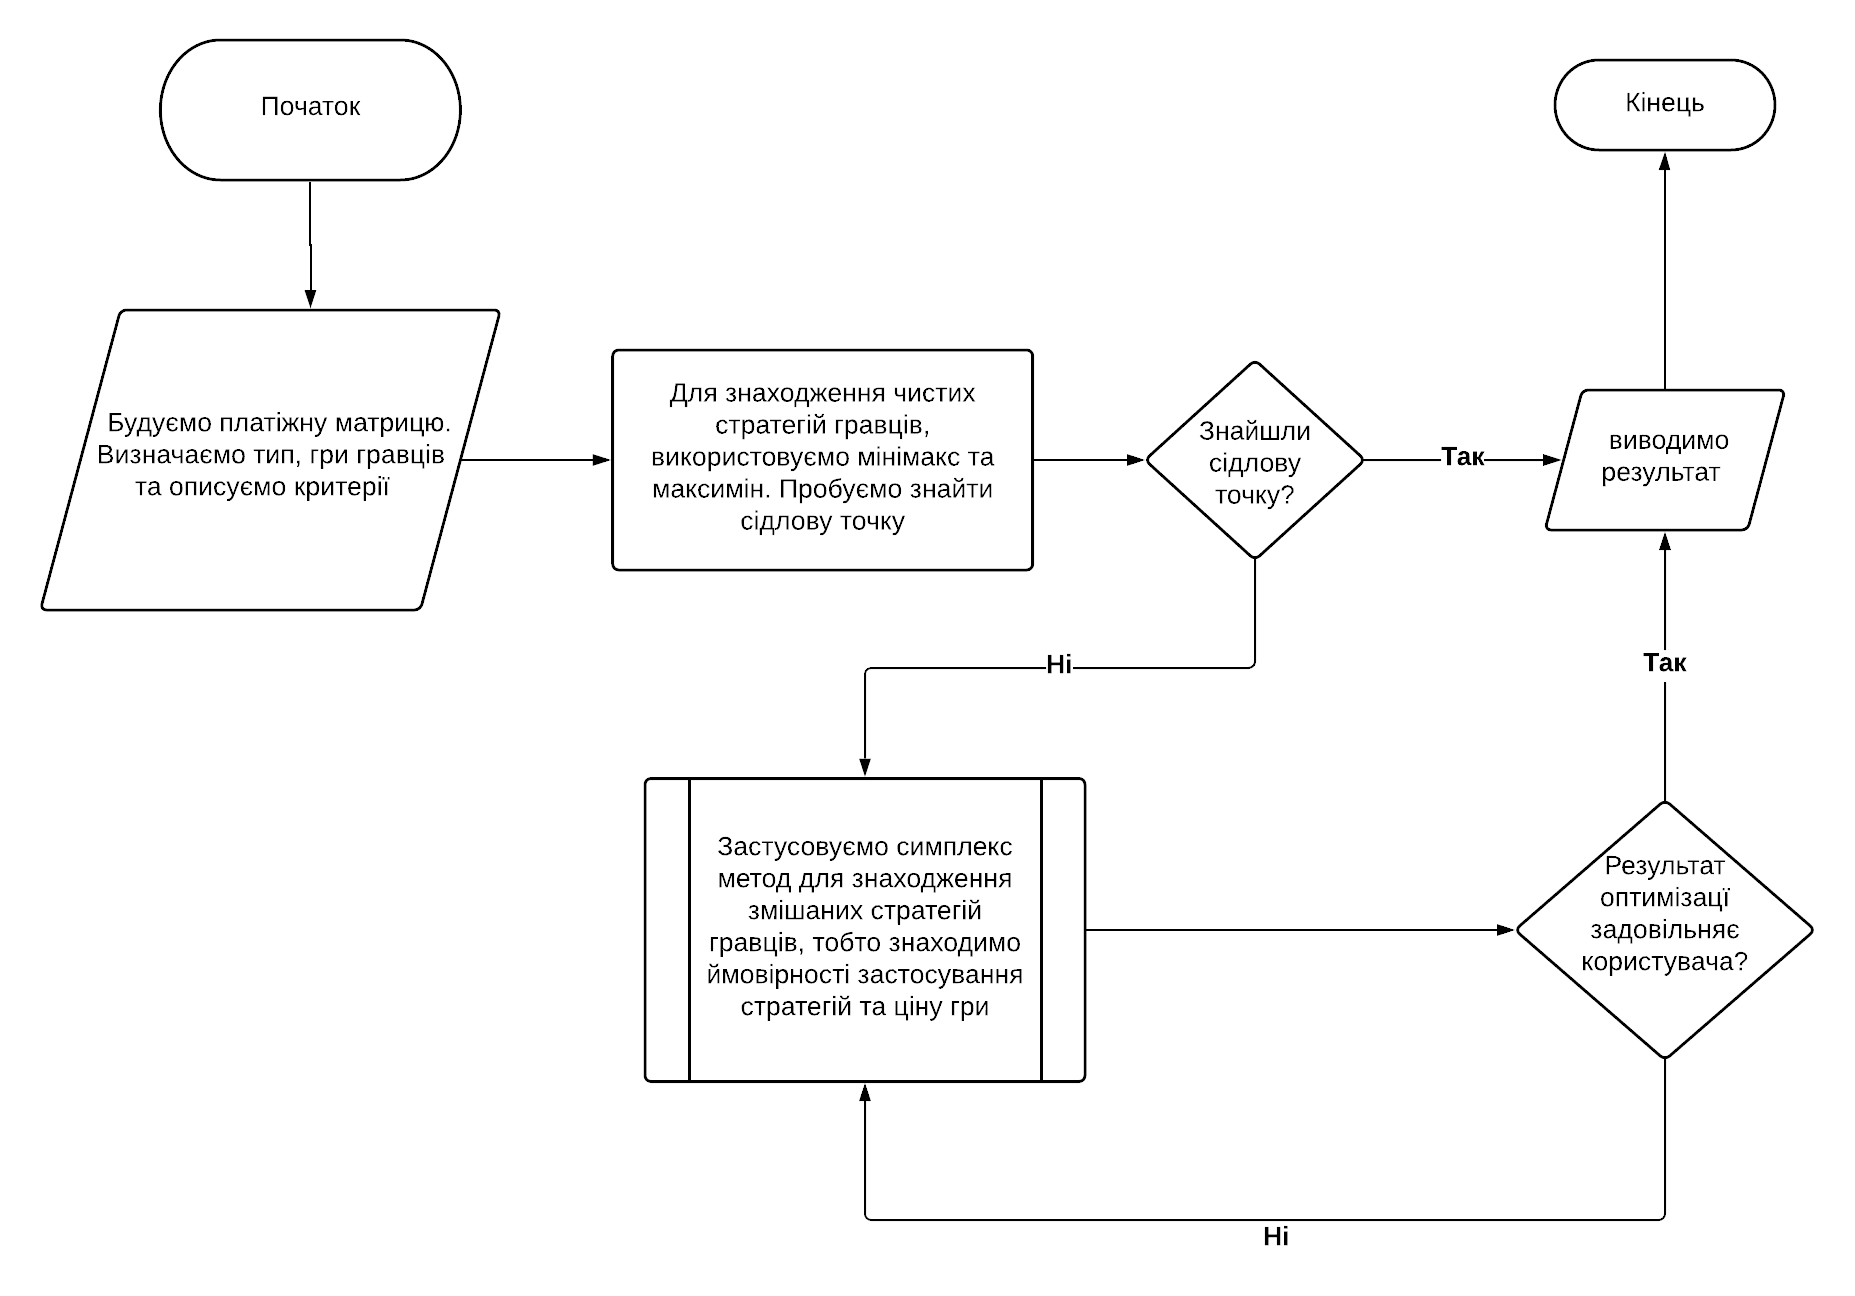 Початок
Кінець
Будуємо платіжну матрицю.
Визначаємо тип, гри гравців
та описуємо критерії
Для знаходження чистих
стратегій гравців,
використовуємо мінімакс та
максимін. Пробуємо знайти
сідлову точку
Знайшли
сідлову
точку?
Так
виводимо
результат
Ні
Так
Застусовуємо симплекс
метод для знаходження
змішаних стратегій
гравців, тобто знаходимо
ймовірності застосування
стратегій та ціну гри
Результат
оптимізації
задовільняє
користувача?
Ні